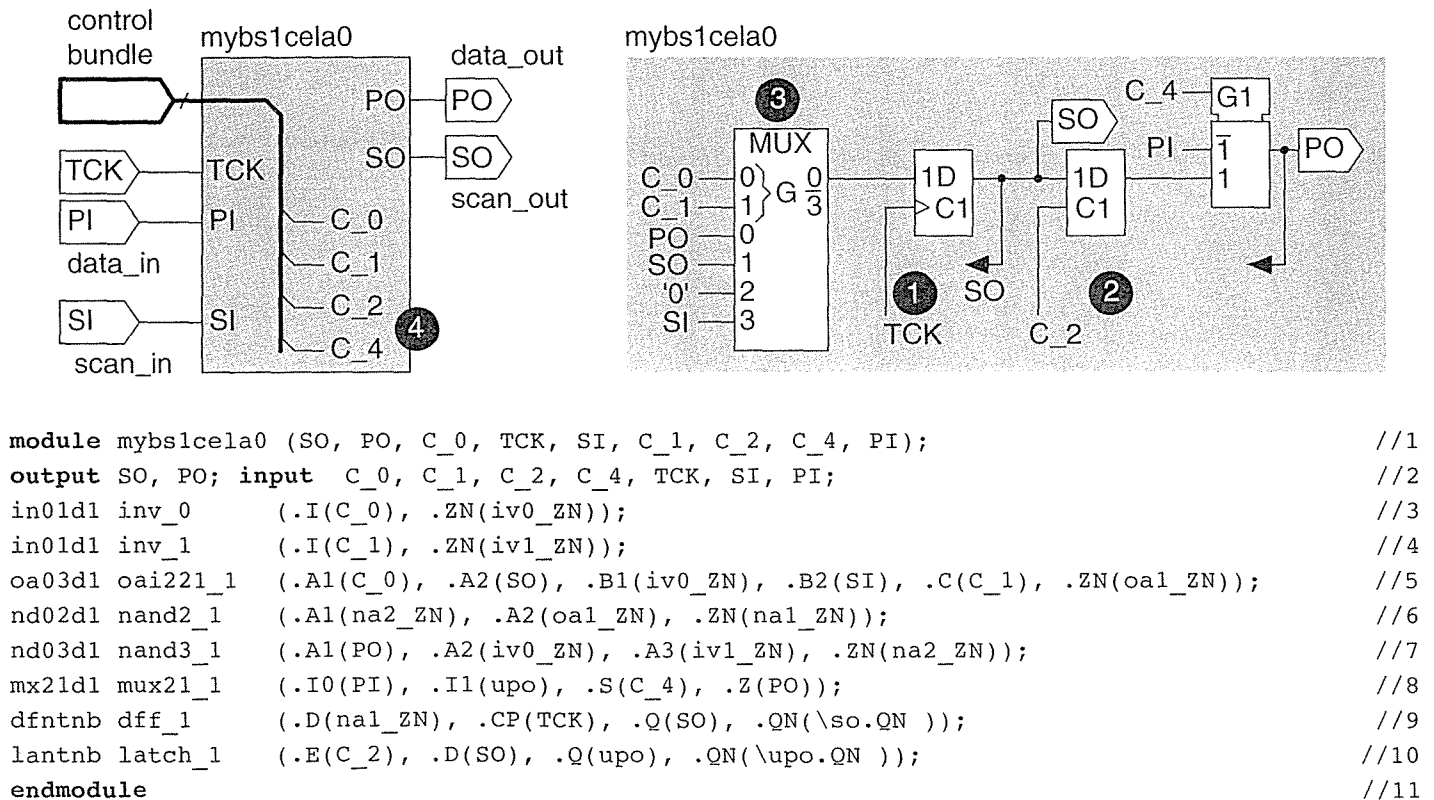 control
bundle
mybs1cela0
data_out
PO
PO
SO
SO
scan_out
TCK
TCK
PI
PI
data_in
SI
SI
scan_in
C_0
C_1
C_2
C_4
4
mybs1cela0
3
MUX
C_0
0
G
0
3
C_1
1
PO
0
SO
1
'0'
2
SI
3
1D
C1
1
TCK
SO
SO
1D
C1
2
C_2
C_4
G1
PI
1
1
PO
module mybs1cela0 (SO, PO, C_0, TCK, SI, C_1, C_2, C_4, PI); //1
output SO, PO; input C_0, C_1, C_2, C_4, TCK, SI, PI; //2
in01d1 inv_0 (.I(C_0), .ZN(iv0_ZN)); //3
in01d1 inv_1 (.I(C_1), .ZN(iv1_ZN)); //4
oa03d1 oai221_1 (.A1(C_0), .A2(SO), .B1(iv0_ZN), .B2(SI), .C(C_1), .ZN(oa1_ZN)); //5
nd02d1 nand2_1 (.A1(na2_ZN), .A2(oa1_ZN), .ZN(na1_ZN)); //6
nd03d1 nand3_1 (.A1(PO), .A2(iv0_ZN), .A3(iv1_ZN), .ZN(na2_ZN)); //7
mx21d1 mux21_1 (.I0(PI), .I1(upo), .S(C_4), .Z(PO)); //8
dfntnb dff_1 (.D(na1_ZN), .CP(TCK), .Q(SO), .QN(\so.QN )); //9
lantnb latch_1 (.E(C_2), .D(SO), .Q(upo), .QN(\upo.QN )); //10
endmodule //11